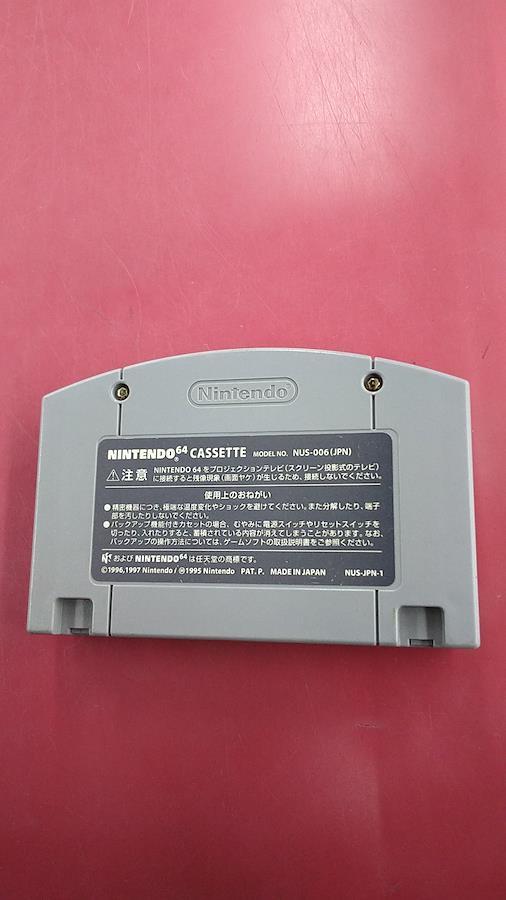 Nintendo
NINTENDO64 CASSETTE MODEL NO. NUS-006(JPN)
⚠注意 NINTENDO 64をプロジェクションテレビ(スクリーン投影式のテレビ)
に接続すると残像現象(画面ヤケ)が生じるため、接続しないでください。
使用上のおねがい
●精密機器につき、極端な温度変化やショックを避けてください。また分解したり、端子
部を汚したりしないでください。
●バックアップ機能付きカセットの場合、むやみに電源スイッチやリセットスイッチを
切ったり、入れたりすると、蓄積されている内容が消えてしまうことがあります。なお、
バックアップの操作方法については、ゲームソフトの取扱説明書をご参照ください。
および NINTENDO64 は任天堂の商標です。
©1996,1997 Nintendo/Ⓜ1995 Nintendo PAT. P. MADE IN JAPAN NUS-JPN-1